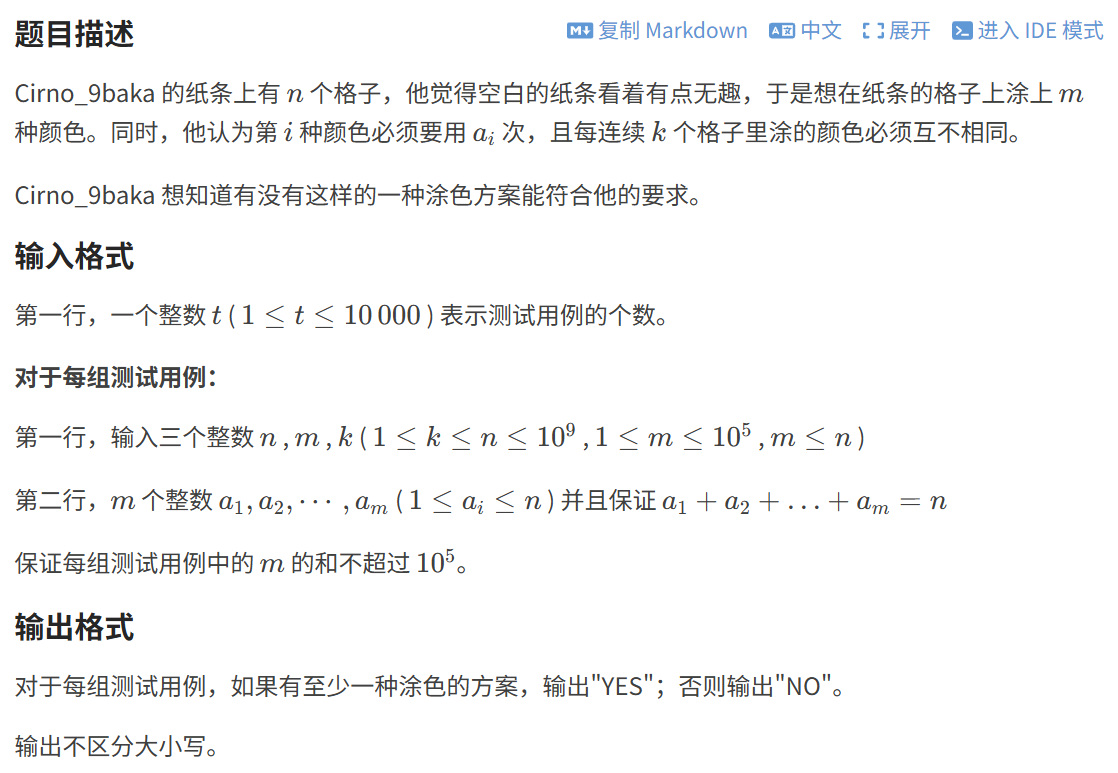 题目描述
复制 Markdown 中文 展开 进入 IDE 模式
Cirno_9baka 的纸条上有 n 个格子，他觉得空白的纸条看着有点无趣，于是想在纸条的格子上涂上 m
种颜色。同时，他认为第 i 种颜色必须要用 a_i 次，且每连续 k 个格子里涂的颜色必须互不相同。
Cirno_9baka 想知道有没有这样的一种涂色方案能符合他的要求。
输入格式
第一行，一个整数 t ( 1 ≤ t ≤ 10 000 ) 表示测试用例的个数。
对于每组测试用例：
第一行，输入三个整数 n , m , k ( 1 ≤ k ≤ n ≤ 10^9 , 1 ≤ m ≤ 10^5 , m ≤ n )
第二行，m 个整数 a_1, a_2, ⋯ , a_m ( 1 ≤ a_i ≤ n ) 并且保证 a_1 + a_2 + … + a_m = n
保证每组测试用例中的 m 的和不超过 10^5。
输出格式
对于每组测试用例，如果有至少一种涂色的方案，输出"YES"；否则输出"NO"。
输出不区分大小写。